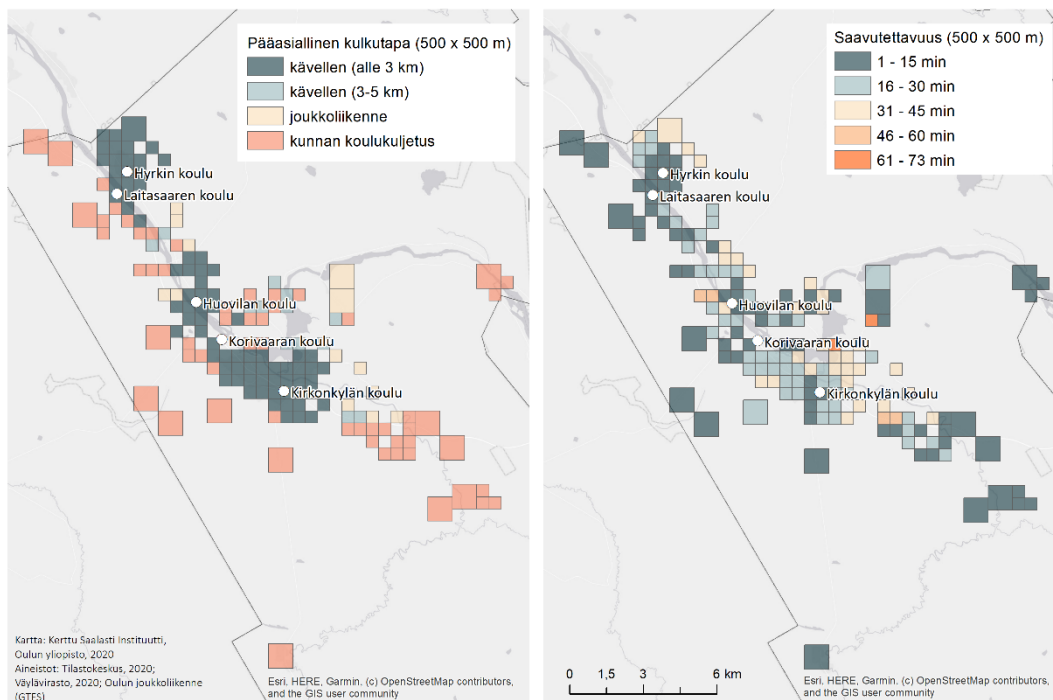 Pääasiallinen kulkutapa (500 x 500 m)
kävellen (alle 3 km)
kävellen (3-5 km)
joukkoliikenne
kunnan koulukuljetus
Hyrkin koulu
Laitasaaren koulu
Huovilan koulu
Korivaaran koulu
Kirkonkylän koulu
Kartta: Kerttu Saalasti Instituutti,
Oulun yliopisto, 2020
Aineistot: Tilastokeskus, 2020;
Väylävirasto, 2020; Oulun joukkoliikenne
(GTFS)
Esri. HERE, Garmin. (c) OpenStreetMap contributors,
and the GIS user community
Saavutettavuus (500 x 500 m)
1 - 15 min
16 - 30 min
31 - 45 min
46 - 60 min
61 - 73 min
Hyrkin koulu
Laitasaaren koulu
Huovilan koulu
Korivaaran koulu
Kirkonkylän koulu
0 1,5 3 6 km
Esri. HERE, Garmin. (c) OpenStreetMap contributors,
and the GIS user community